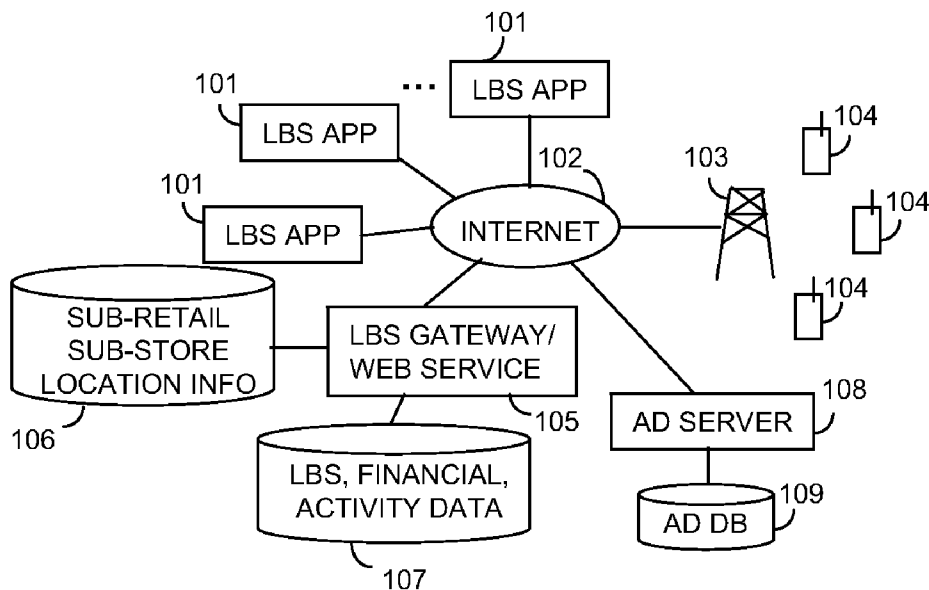 101
101
...
LBS APP
LBS APP
102
104
101
103
104
LBS APP
INTERNET
104
SUB-RETAIL
SUB-STORE
LOCATION INFO
LBS GATEWAY/
WEB SERVICE
106
105
AD SERVER
108
LBS, FINANCIAL,
ACTIVITY DATA
109
AD DB
107